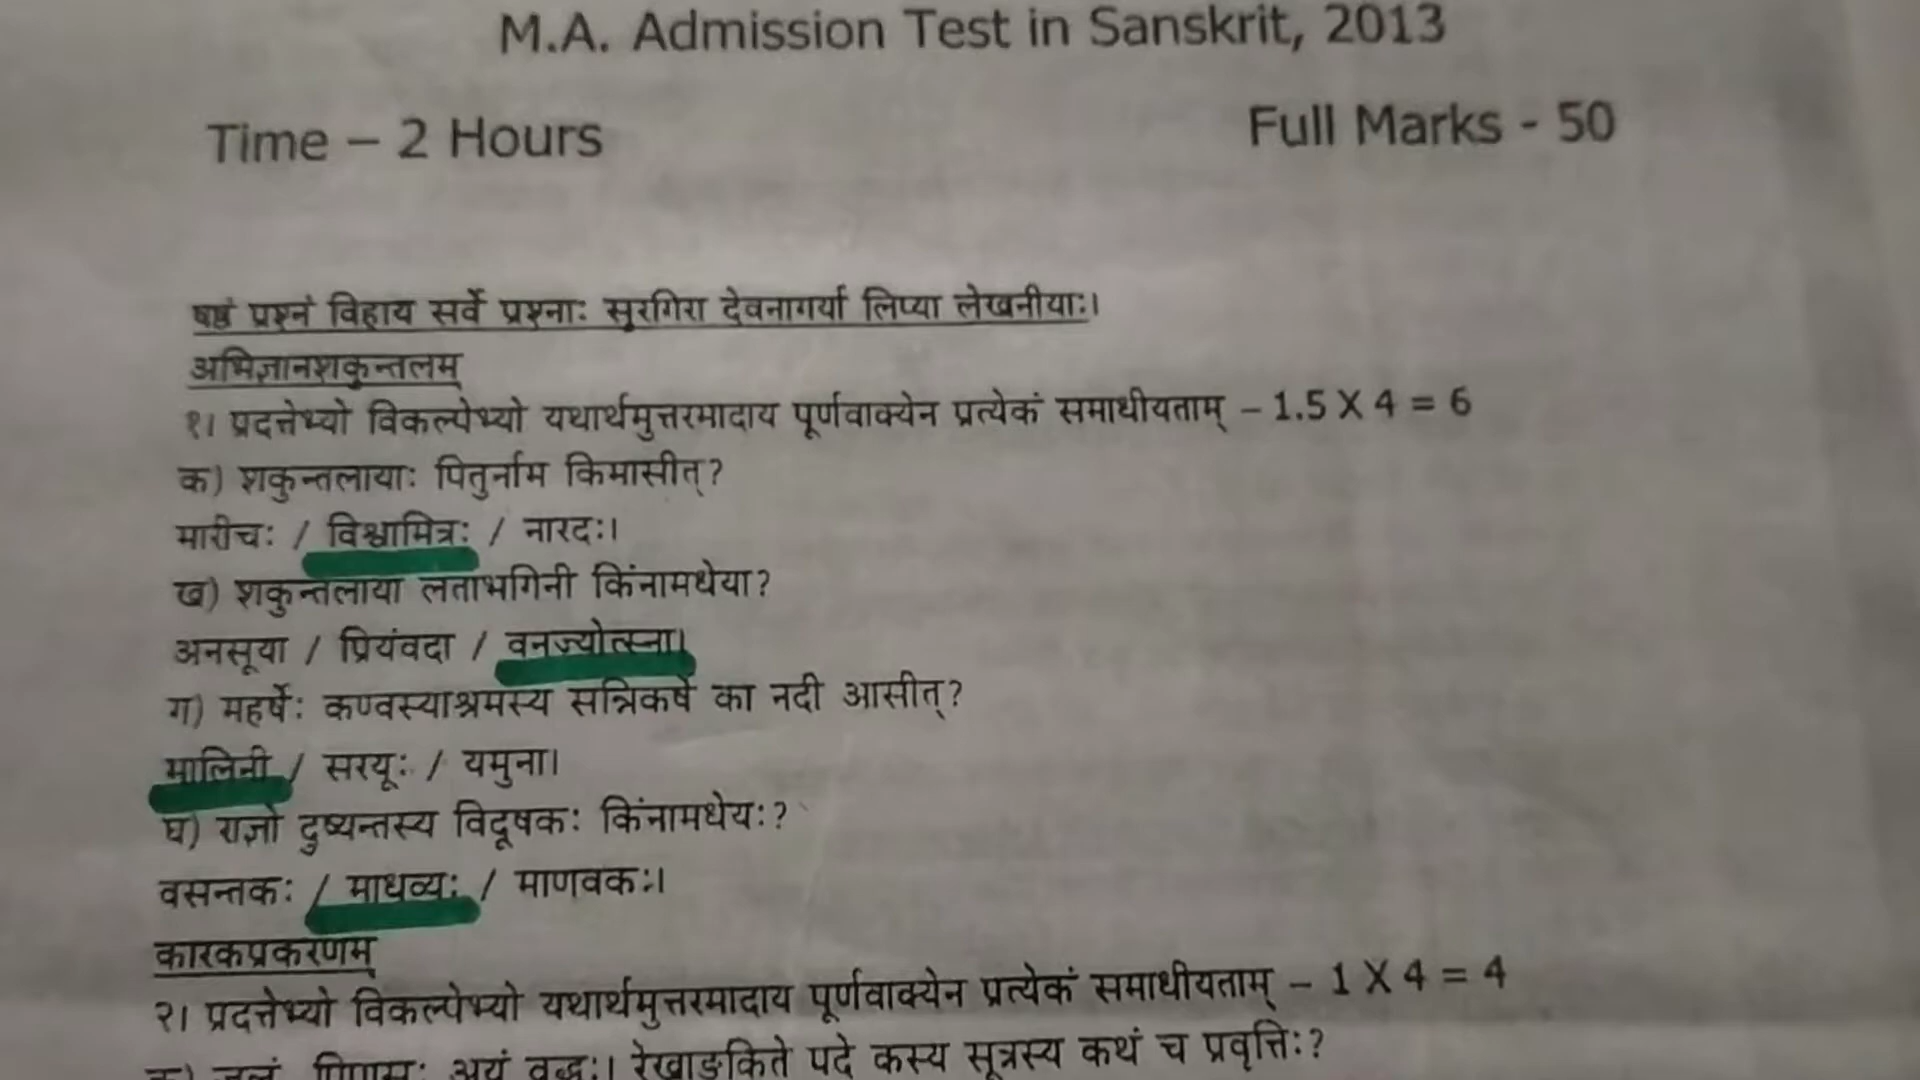 M.A. Admission Test in Sanskrit, 2013
Time – 2 Hours Full Marks - 50
षष्ठं प्रश्नं विहाय सर्वे प्रश्नाः सुरगिरा देवनागर्या लिप्या लेखनीयाः।
अभिज्ञानशकुन्तलम्
१। प्रदत्तेभ्यो विकल्पेभ्यो यथार्थमुत्तरमादाय पूर्णवाक्येन प्रत्येकं समाधीयताम् – 1.5 X 4 = 6
क) शकुन्तलायाः पितुर्नाम किमासीत्?
मारीचः / विश्वामित्रः / नारदः।
ख) शकुन्तलाया लताभगिनी किंनामधेया?
अनसूया / प्रियंवदा / वनज्योत्स्ना।
ग) महर्षेः कण्वस्याश्रमस्य सन्निकर्षे का नदी आसीत्?
मालिनी / सरयूः / यमुना।
घ) राज्ञो दुष्यन्तस्य विदूषकः किंनामधेयः?
वसन्तकः / माधव्यः / माणवकः।
कारकप्रकरणम्
२। प्रदत्तेभ्यो विकल्पेभ्यो यथार्थमुत्तरमादाय पूर्णवाक्येन प्रत्येकं समाधीयताम् – 1 X 4 = 4
क) जलं पिपासुः अयं वृद्धः। रेखाङ्किते पदे कस्य सूत्रस्य कथं च प्रवृत्तिः?